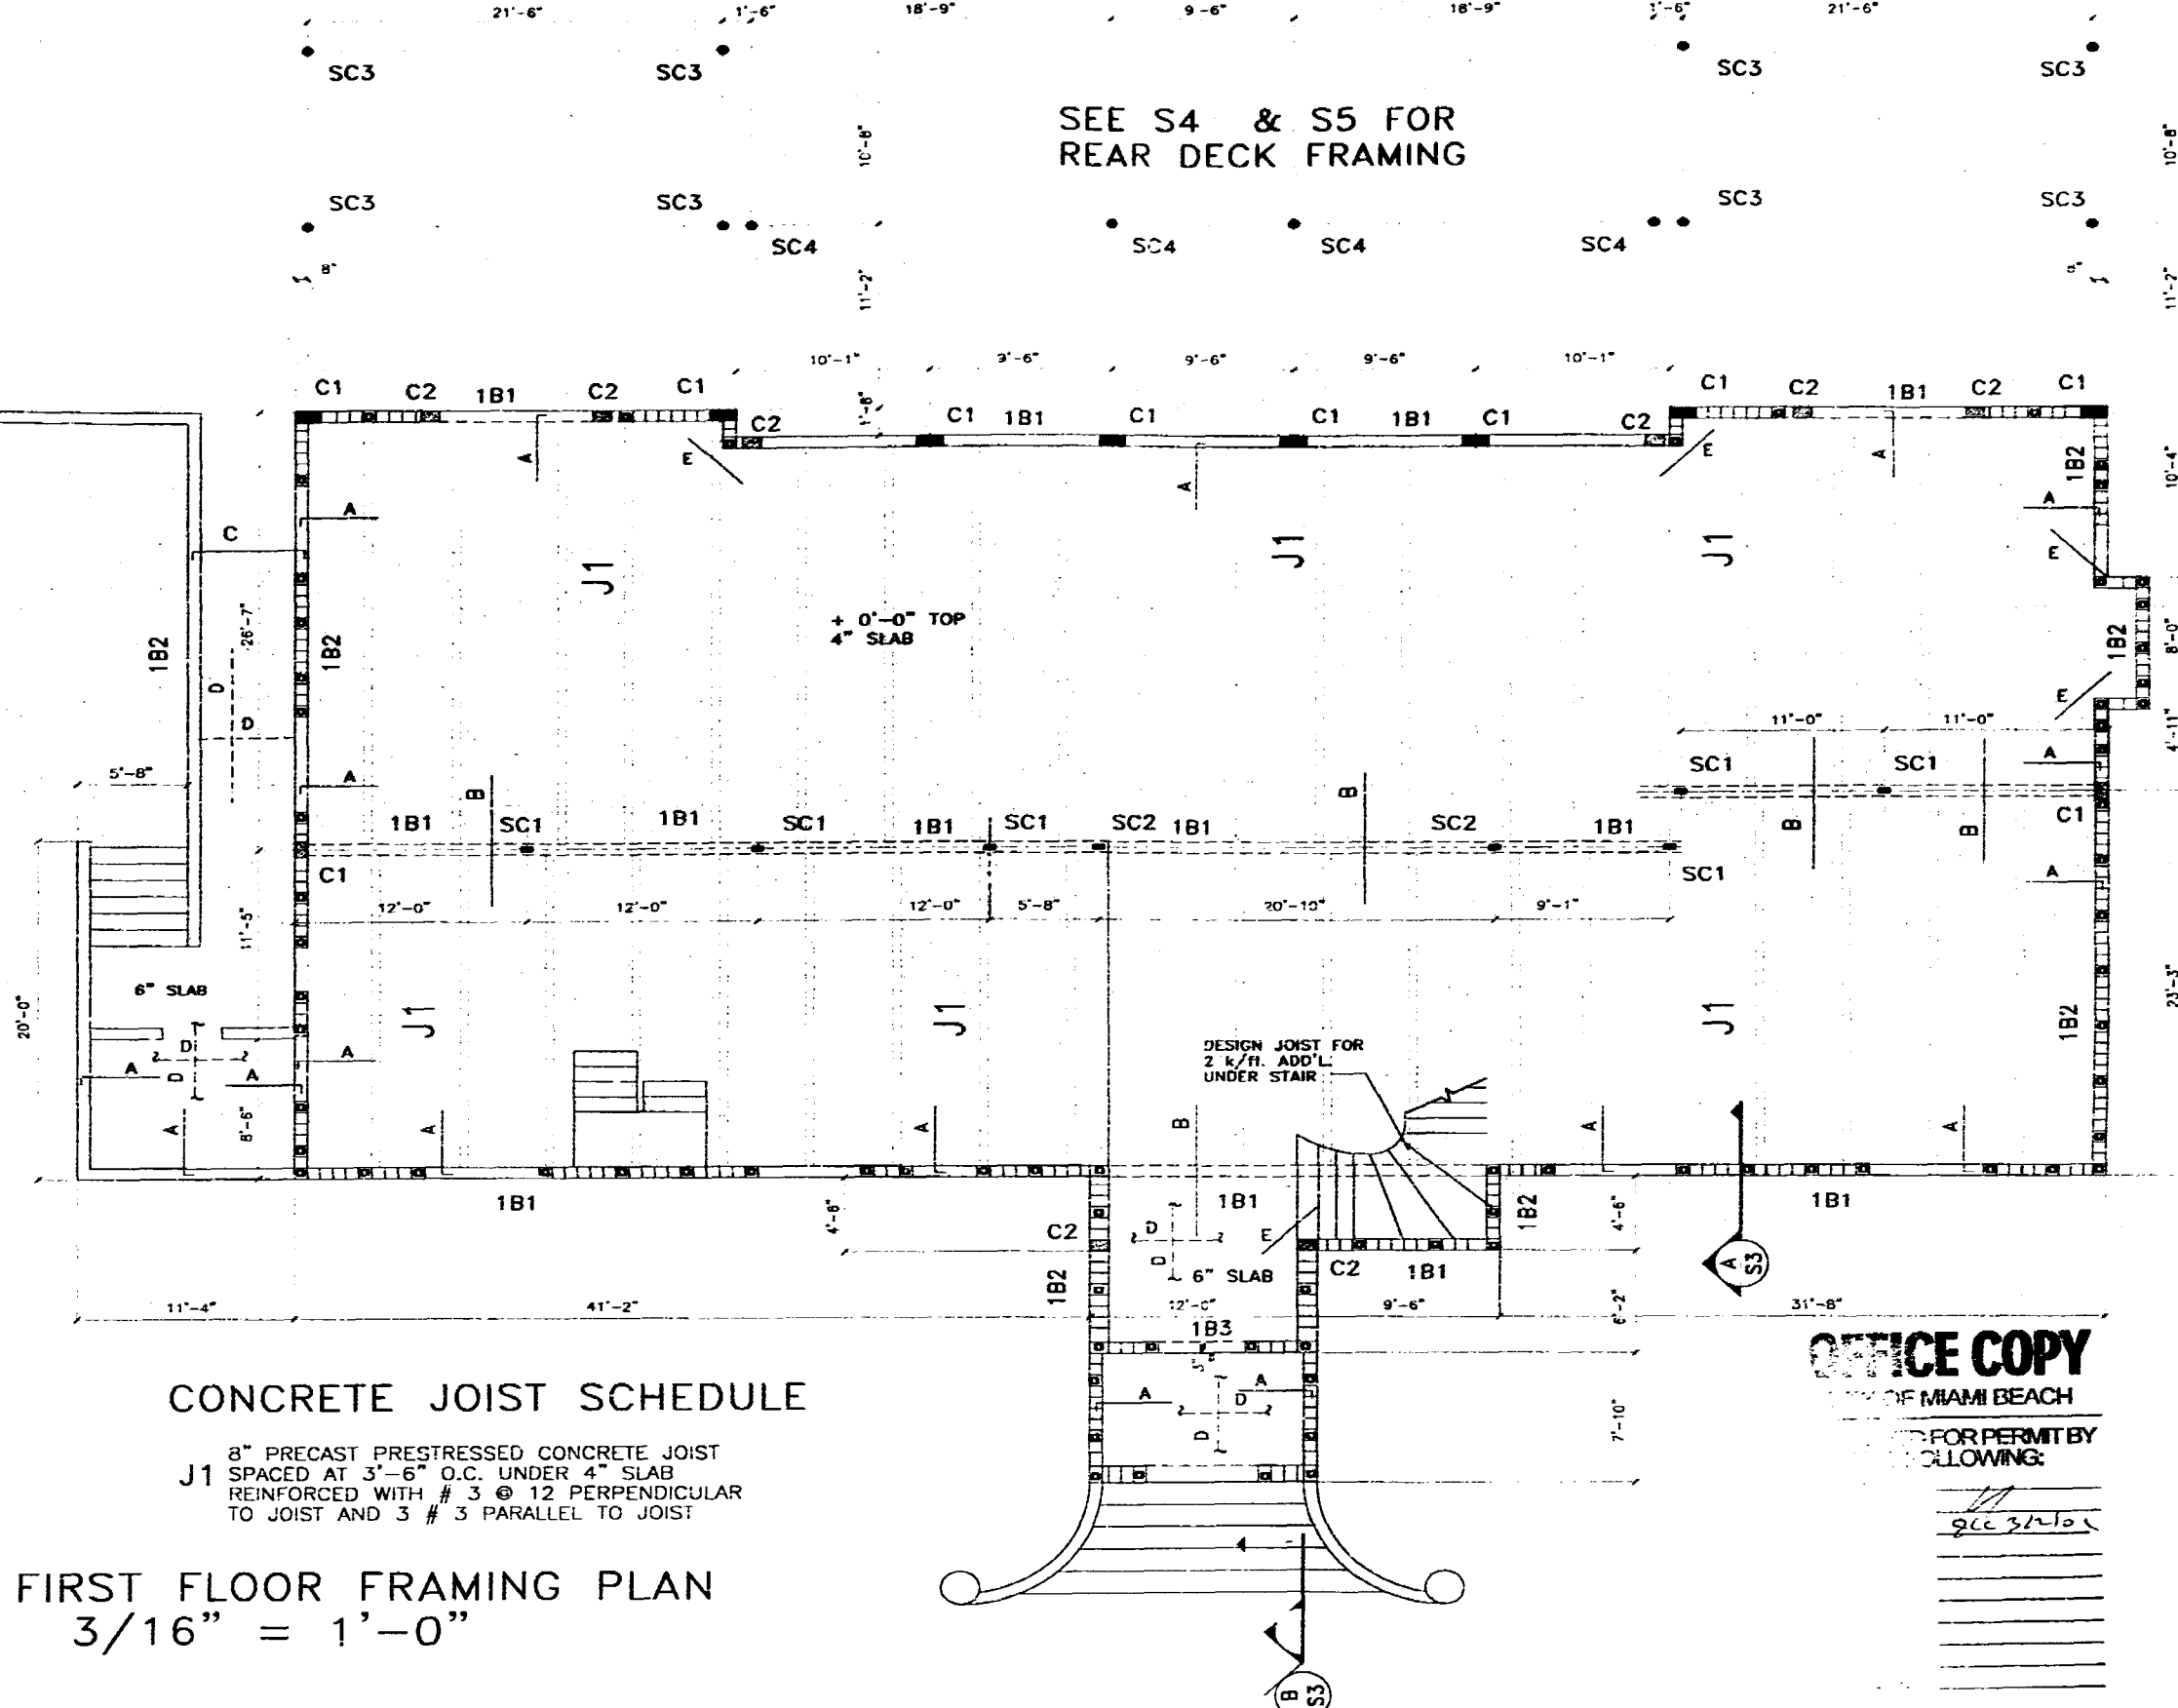 21'-6" 1'-6" 18'-9" 9'-6" 18'-9" 1'-6" 21'-6"
SC3 SC3 SC3 SC3
SEE S4 & S5 FOR
REAR DECK FRAMING
10'-8" 10'-8"
SC3 SC3 SC3 SC3
SC4 SC4 SC4 SC4
8"
11'-2" 11'-2"
10'-1" 9'-6" 9'-6" 9'-6" 10'-1"
C1 C2 1B1 C2 C1 C1 C2 1B1 C2 C1
1'-8"
C2 C1 1B1 C1 C1 1B1 C1 C2
A E A E A 1B2 10'-4"
A A
C E
J1 J1 J1
+ 0'-0" TOP
4" SLAB
1B2 26'-7" 1B2 1B2 8'-0"
D
D
E
11'-0" 11'-0" 4'-11"
5'-8" A B B SC1 SC1 A
1B1 SC1 1B1 SC1 1B1 SC1 SC2 1B1 SC2 1B1 B B C1
C1 SC1 A
12'-0" 12'-0" 12'-0" 5'-8" 20'-10" 9'-1"
11'-5"
6" SLAB
20'-0" J1 J1 J1 1B2 23'-3"
DESIGN JOIST FOR
2 k/ft. ADD'L
UNDER STAIR
D A
A D A
8'-6" A A A B A A
1B1 1B1 1B2 1B1
4'-6" C2 D E 4'-6"
D
1B2 6" SLAB C2 1B1 A
S3
11'-4" 41'-2" 12'-0" 9'-6" 6'-2" 31'-8"
1B3
OFFICE COPY
OF MIAMI BEACH
A A D
D
7'-10"
FOR PERMIT BY
OLLOWING:
CONCRETE JOIST SCHEDULE
J1 8" PRECAST PRESTRESSED CONCRETE JOIST
SPACED AT 3'-6" O.C. UNDER 4" SLAB
REINFORCED WITH # 3 @ 12 PERPENDICULAR
TO JOIST AND 3 # 3 PARALLEL TO JOIST
FIRST FLOOR FRAMING PLAN
3/16" = 1'-0"
B
S3